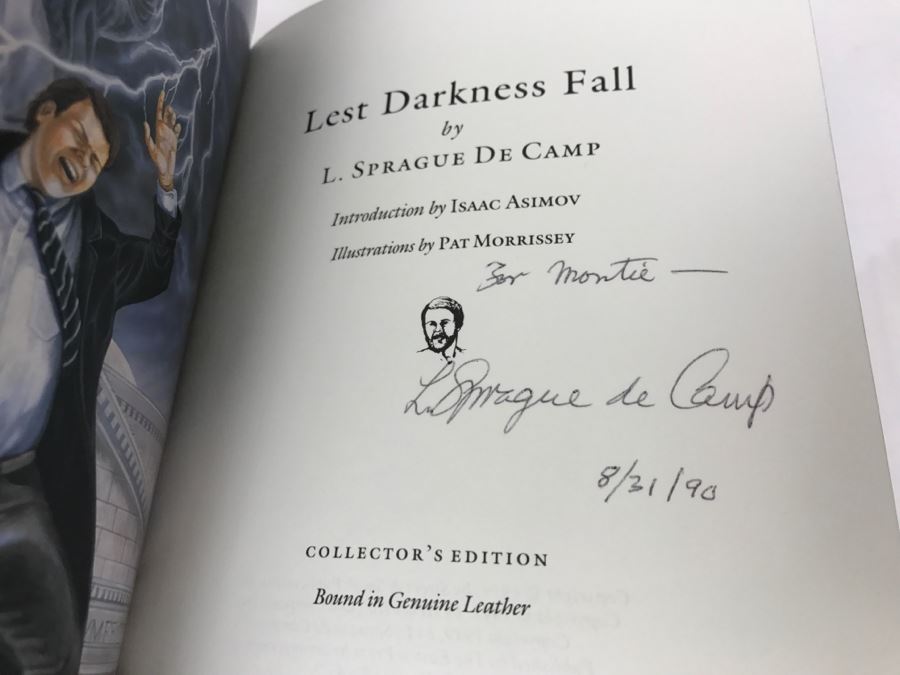 Lest Darkness Fall
by
L. SPRAGUE DE CAMP
Introduction by ISAAC ASIMOV
Illustrations by PAT MORRISSEY
For Montie —
L. Sprague de Camp
8/31/90
COLLECTOR'S EDITION
Bound in Genuine Leather